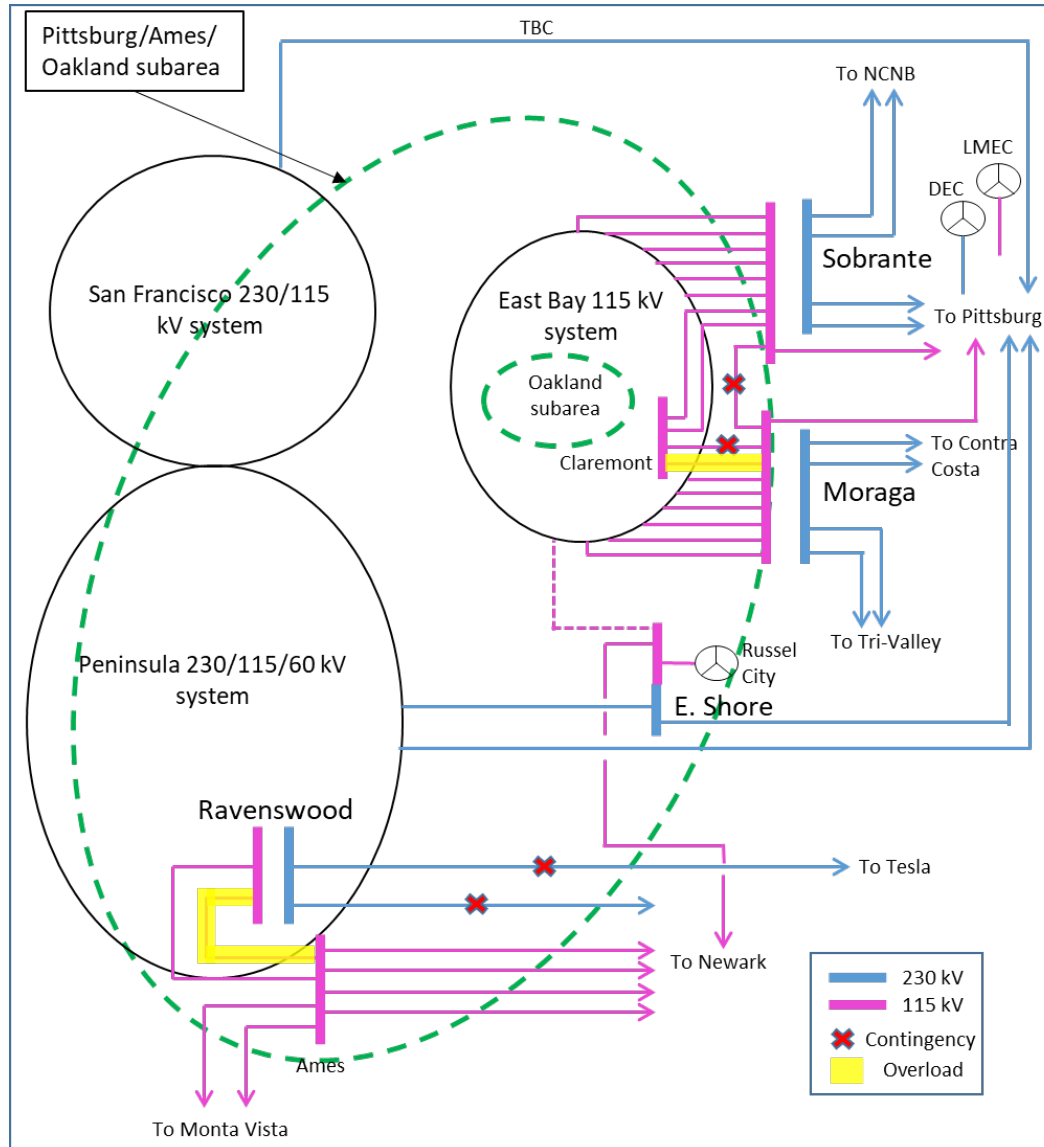 Pittsburg/Ames/
Oakland subarea
TBC
To NCNB
LMEC
DEC
Sobrante
San Francisco 230/115
kV system
East Bay 115 kV
system
To Pittsburg
Oakland
subarea
Claremont
To Contra
Costa
Moraga
To Tri-Valley
Peninsula 230/115/60 kV
system
Russel
City
E. Shore
Ravenswood
To Tesla
To Newark
230 kV
115 kV
Contingency
Overload
Ames
To Monta Vista